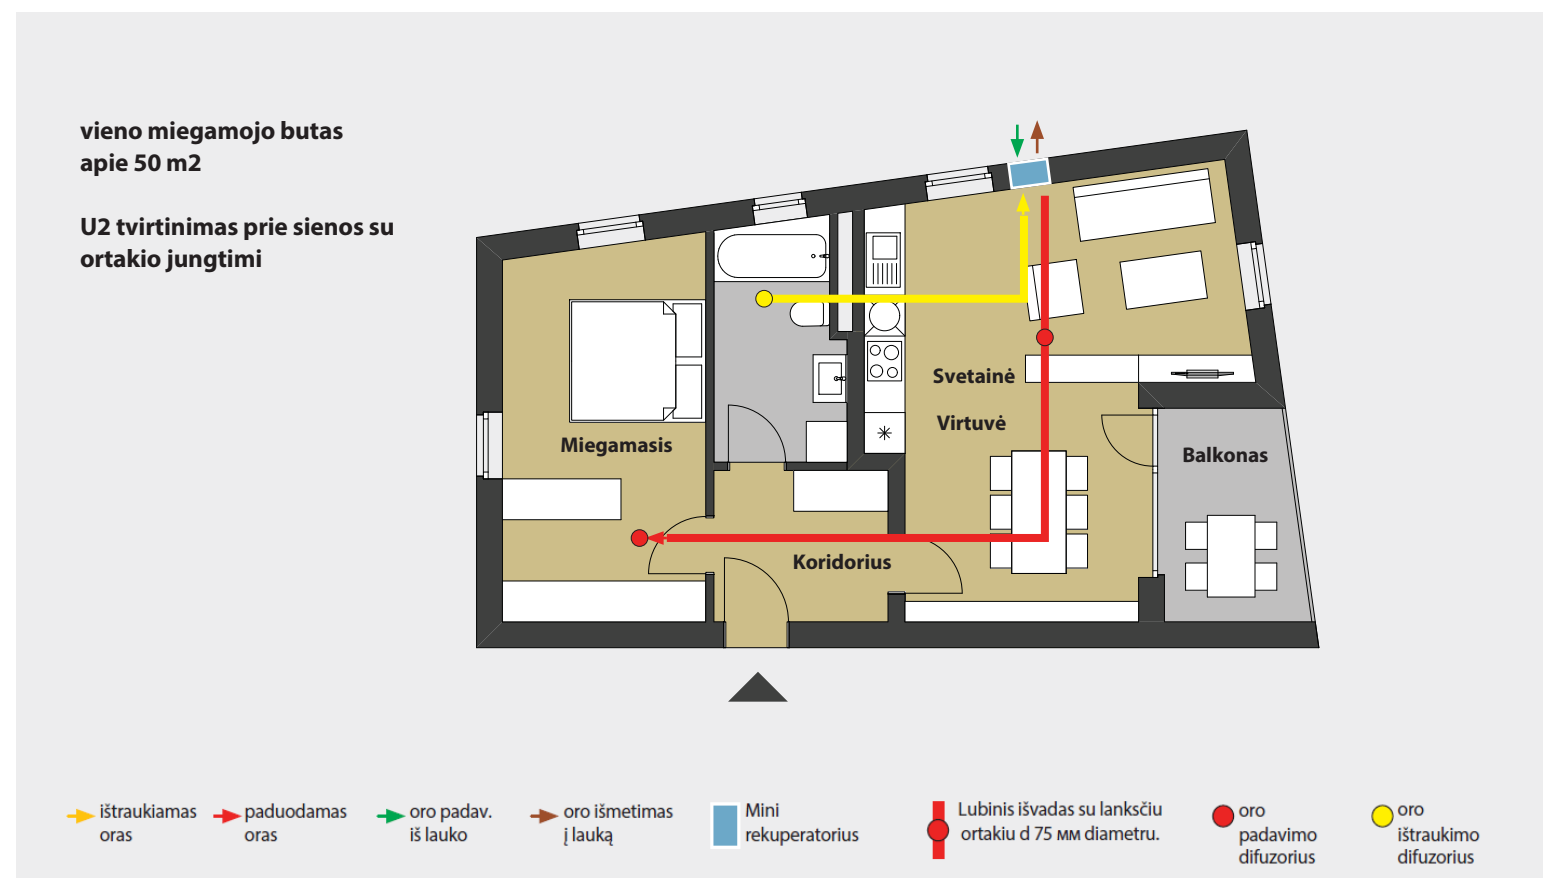 vieno miegamojo butas
apie 50 m2
U2 tvirtinimas prie sienos su
ortakio jungtimi
Svetainė
Virtuvė
Miegamasis
Balkonas
Koridorius
ištraukiamas
oras
paduodamas
oras
oro padav.
iš lauko
oro išmetimas
į lauką
Mini
rekuperatorius
Lubinis išvadas su lanksčiu
ortakiu d 75 мм diametru.
oro
padavimo
difuzorius
oro
ištraukimo
difuzorius